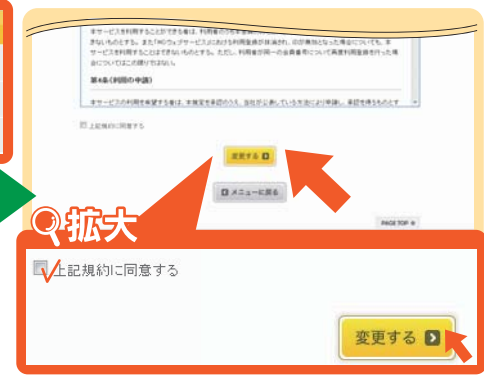 本サービスを利用することができる者は、利用者のうち
きないものとする。また「MCウェブサービス」における利用登録が抹消され、IDが無効となった場合についても、本
サービスを利用することはできないものとする。ただし、利用者が同一の会員番号について再度利用登録を行った場
合についてはこの限りではない。
第4条(利用の申請)
本サービスの利用を希望する者は、本規定を承認のうえ、当社が公表している方法により申請し、承認を得るものとす
上記規約に同意する
変更する
メニューに戻る
PAGE TOP
拡大
上記規約に同意する
変更する